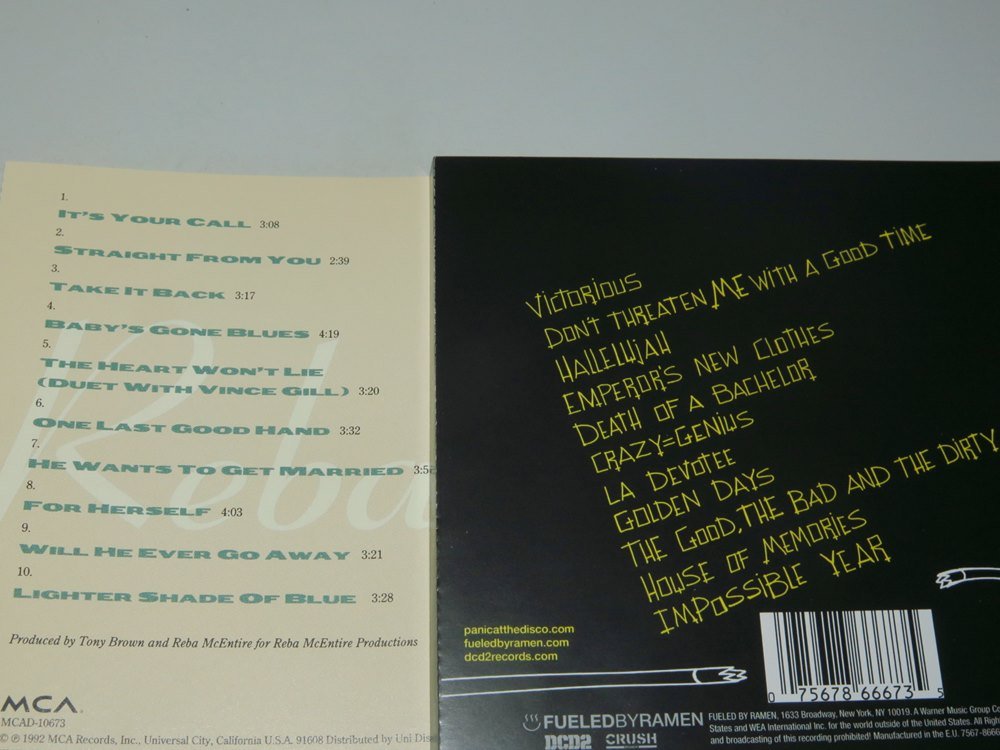 1.
IT'S YOUR CALL 3:08
2.
STRAIGHT FROM YOU 2:39
3.
TAKE IT BACK 3:17
4.
BABY'S GONE BLUES 4:19
5.
THE HEART WON'T LIE
(DUET WITH VINCE GILL) 3:20
6.
ONE LAST GOOD HAND 3:32
7.
HE WANTS TO GET MARRIED
8.
FOR HERSELF 4:03
9.
WILL HE EVER GO AWAY 3:21
10.
LIGHTER SHADE OF BLUE 3:28
Reba
Produced by Tony Brown and Reba McEntire for Reba McEntire Productions
MCA
MCAD-10673
© ℗ 1992 MCA Records, Inc., Universal City, California U.S.A. 91608 Distributed by Uni
VICTORIOUS
DON'T THREATEN ME WITH A GOOD TIME
HALLELUJAH
EMPEROR'S NEW CLOTHES
DEATH OF A BACHELOR
CRAZY=GENIUS
LA DEVOTEE
GOLDEN DAYS
THE GOOD, THE BAD AND THE DIRTY
HOUSE OF MEMORIES
IMPOSSIBLE YEAR
panicatthedisco.com
fueledbyramen.com
dcd2records.com
0 75678 66673 5
FUELEDBYRAMEN
DCD2 CRUSH
FUELED BY RAMEN, 1633 Broadway, New York, NY 10019. A Warner Music Group
States and WEA International Inc. for the world outside of the United States. All
and broadcasting of this recording prohibited! Manufactured in the E.U.